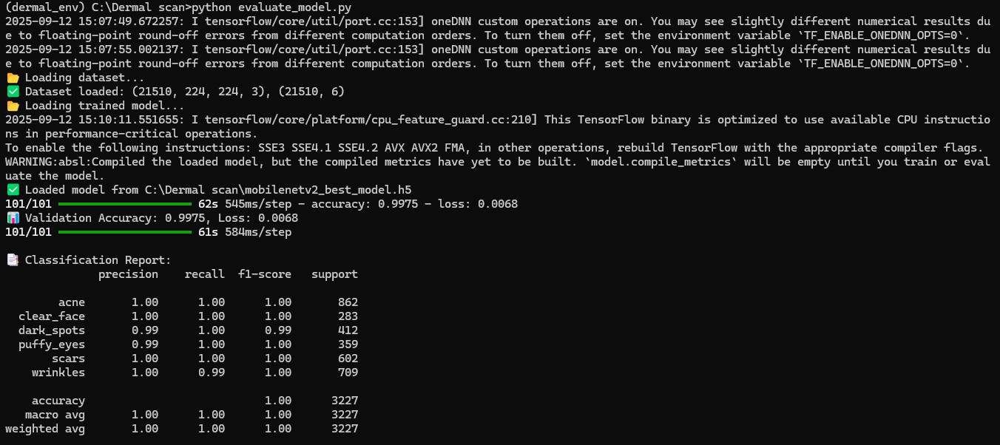 (dermal_env) C:\Dermal scan>python evaluate_model.py
2025-09-12 15:07:49.672257: I tensorflow/core/util/port.cc:153] oneDNN custom operations are on. You may see slightly different numerical results du
e to floating-point round-off errors from different computation orders. To turn them off, set the environment variable `TF_ENABLE_ONEDNN_OPTS=0`.
2025-09-12 15:07:55.002137: I tensorflow/core/util/port.cc:153] oneDNN custom operations are on. You may see slightly different numerical results du
e to floating-point round-off errors from different computation orders. To turn them off, set the environment variable `TF_ENABLE_ONEDNN_OPTS=0`.
📂 Loading dataset...
✅ Dataset loaded: (21510, 224, 224, 3), (21510, 6)
📂 Loading trained model...
2025-09-12 15:10:11.551655: I tensorflow/core/platform/cpu_feature_guard.cc:210] This TensorFlow binary is optimized to use available CPU instructio
ns in performance-critical operations.
To enable the following instructions: SSE3 SSE4.1 SSE4.2 AVX AVX2 FMA, in other operations, rebuild TensorFlow with the appropriate compiler flags.
WARNING:absl:Compiled the loaded model, but the compiled metrics have yet to be built. `model.compile_metrics` will be empty until you train or eval
uate the model.
✅ Loaded model from C:\Dermal scan\mobilenetv2_best_model.h5
101/101 ━━━━━━━━━━━━━━━━━━━━ 62s 545ms/step - accuracy: 0.9975 - loss: 0.0068
📊 Validation Accuracy: 0.9975, Loss: 0.0068
101/101 ━━━━━━━━━━━━━━━━━━━━ 61s 584ms/step
📑 Classification Report:
              precision    recall  f1-score   support
        acne       1.00      1.00      1.00       862
  clear_face       1.00      1.00      1.00       283
  dark_spots       0.99      1.00      0.99       412
  puffy_eyes       0.99      1.00      1.00       359
       scars       1.00      1.00      1.00       602
    wrinkles       1.00      0.99      1.00       709
    accuracy                           1.00      3227
   macro avg       1.00      1.00      1.00      3227
weighted avg       1.00      1.00      1.00      3227